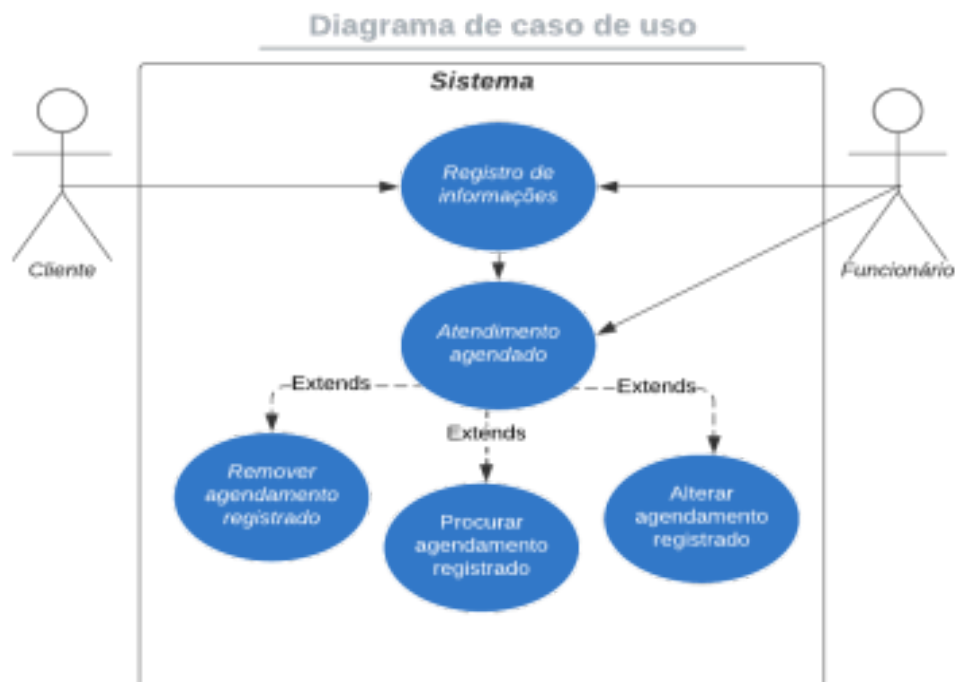 Diagrama de caso de uso
Sistema
Registro de
informações
Cliente
Funcionário
Atendimento
agendado
Extends
Extends
Extends
Remover
agendamento
registrado
Procurar
agendamento
registrado
Alterar
agendamento
registrado